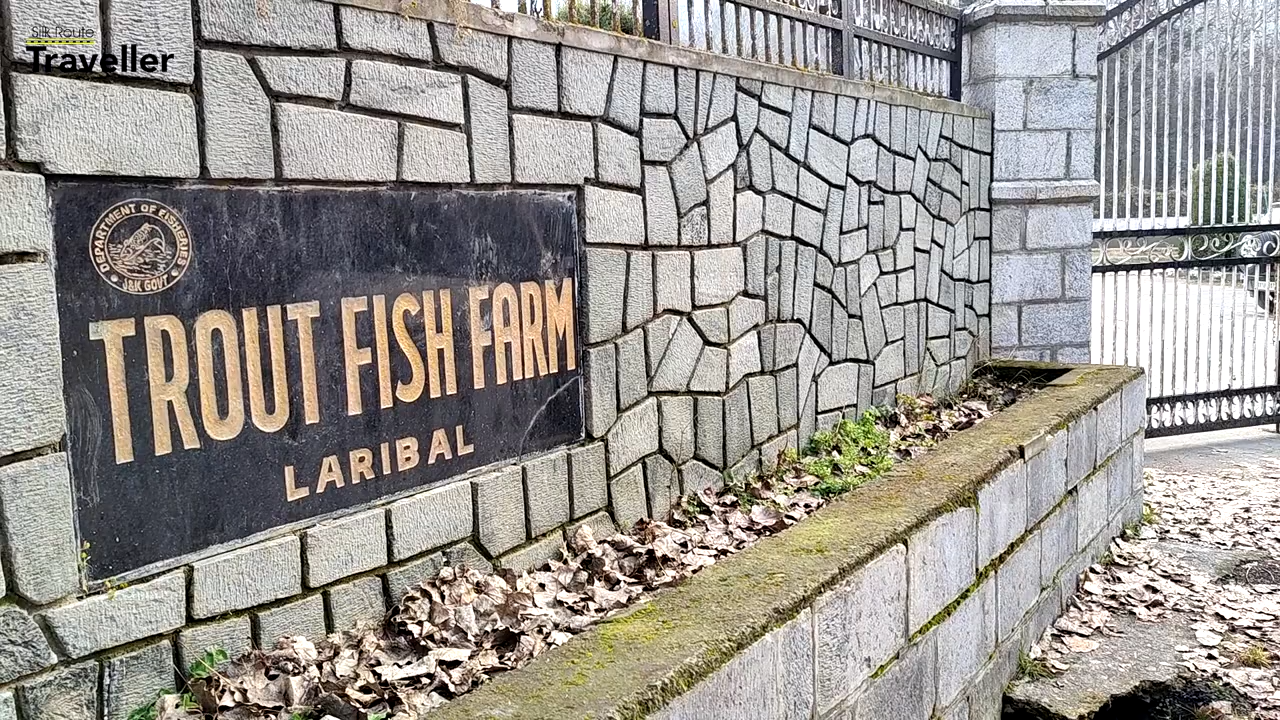 Silk Route
Traveller
DEPARTMENT OF FISHERIES
J&K GOVT
TROUT FISH FARM
LARIBAL